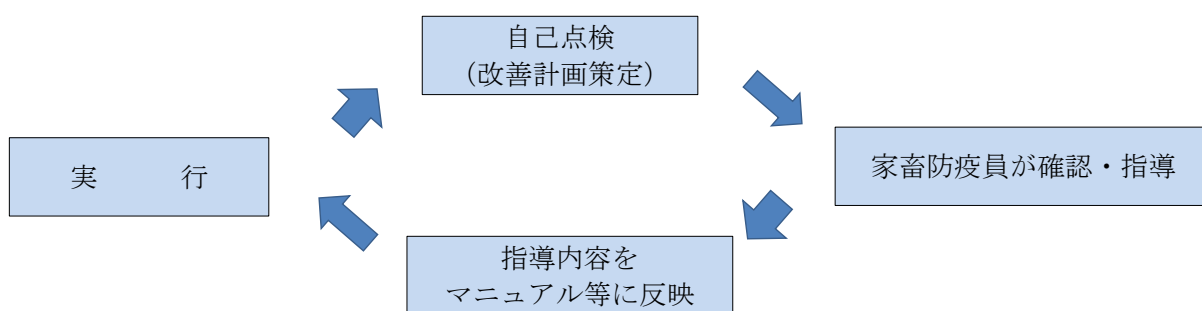 自己点検
(改善計画策定)
家畜防疫員が確認・指導
指導内容を
マニュアル等に反映
実　　　行